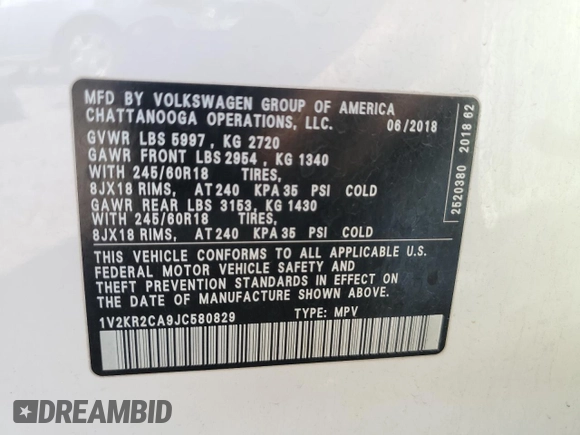 MFD BY VOLKSWAGEN GROUP OF AMERICA
CHATTANOOGA OPERATIONS, LLC. 06/2018
GVWR LBS 5997, KG 2720
GAWR FRONT LBS 2954, KG 1340
WITH 245/60R18 TIRES,
8JX18 RIMS, AT 240 KPA 35 PSI COLD
GAWR REAR LBS 3153, KG 1430
WITH 245/60R18 TIRES,
8JX18 RIMS, AT 240 KPA 35 PSI COLD
THIS VEHICLE CONFORMS TO ALL APPLICABLE U.S.
FEDERAL MOTOR VEHICLE SAFETY AND
THEFT PREVENTION STANDARDS IN EFFECT ON
THE DATE OF MANUFACTURE SHOWN ABOVE.
1V2KR2CA9JC580829 TYPE: MPV
2520380 2018 62
DREAMBID